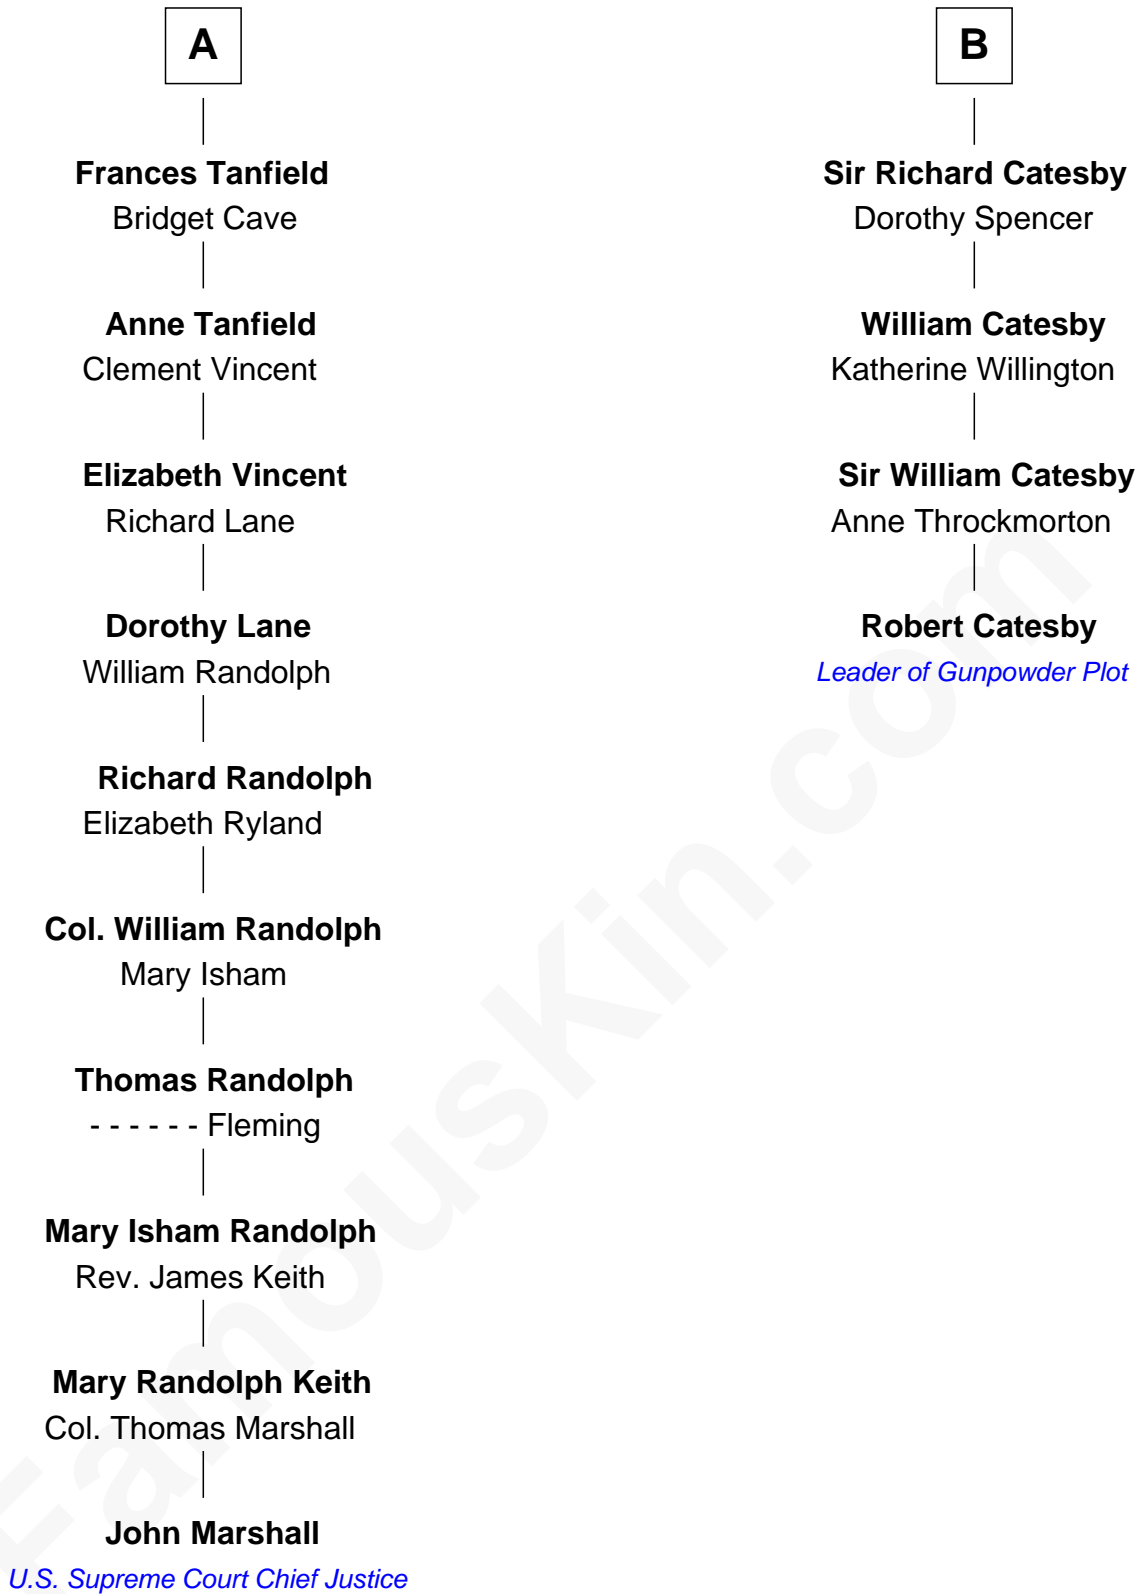 A
Frances Tanfield
Bridget Cave
Anne Tanfield
Clement Vincent
Elizabeth Vincent
Richard Lane
Dorothy Lane
William Randolph
Richard Randolph
Elizabeth Ryland
Col. William Randolph
Mary Isham
Thomas Randolph
- - - - - - Fleming
Mary Isham Randolph
Rev. James Keith
Mary Randolph Keith
Col. Thomas Marshall
John Marshall
U.S. Supreme Court Chief Justice
B
Sir Richard Catesby
Dorothy Spencer
William Catesby
Katherine Willington
Sir William Catesby
Anne Throckmorton
Robert Catesby
Leader of Gunpowder Plot
FamousKin.com